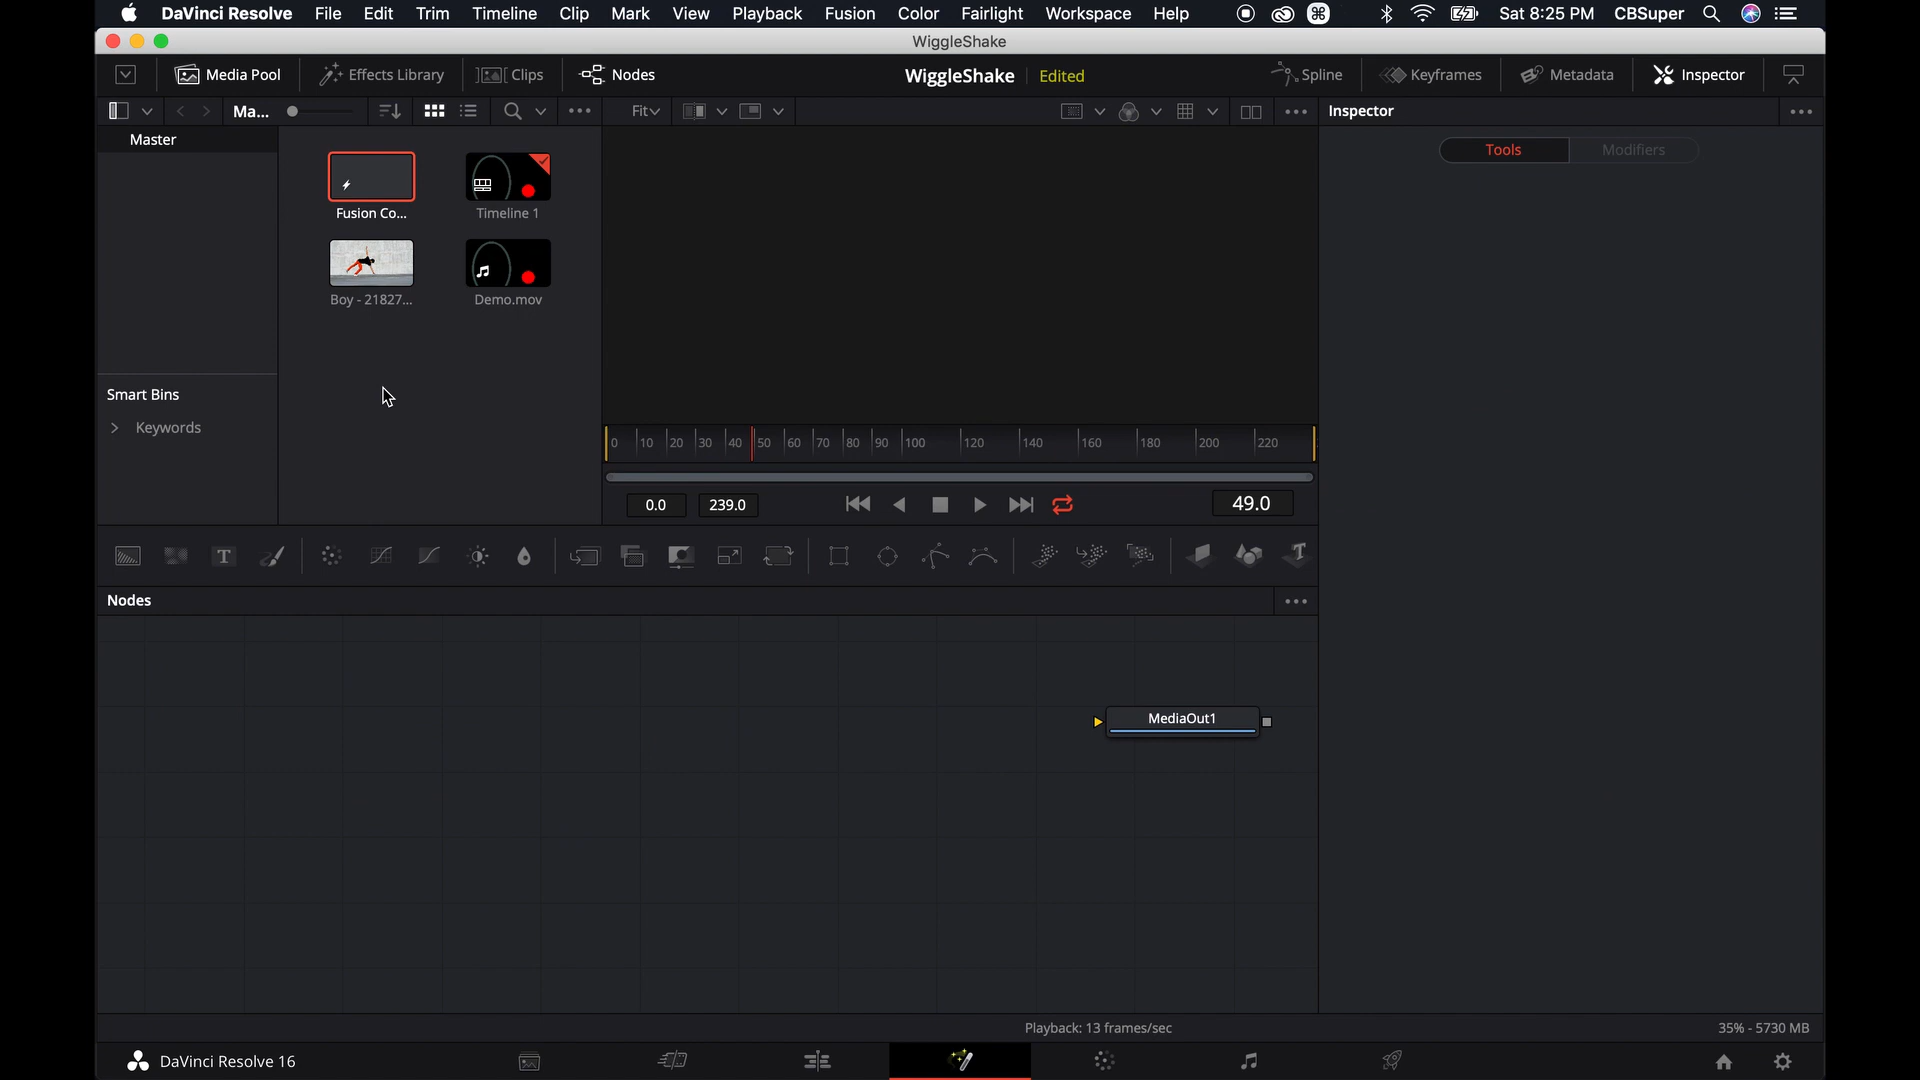 DaVinci Resolve File Edit Trim Timeline Clip Mark View Playback Fusion Color Fairlight Workspace Help Sat 8:25 PM CBSuper
WiggleShake
Media Pool Effects Library Clips Nodes WiggleShake Edited Spline Keyframes Metadata Inspector
Ma... Fit Inspector
Master
Tools Modifiers
Fusion Co... Timeline 1
Boy - 21827... Demo.mov
Smart Bins
Keywords
0 10 20 30 40 50 60 70 80 90 100 120 140 160 180 200 220
0.0 239.0 49.0
T T
Nodes
MediaOut1
Playback: 13 frames/sec 35% - 5730 MB
DaVinci Resolve 16